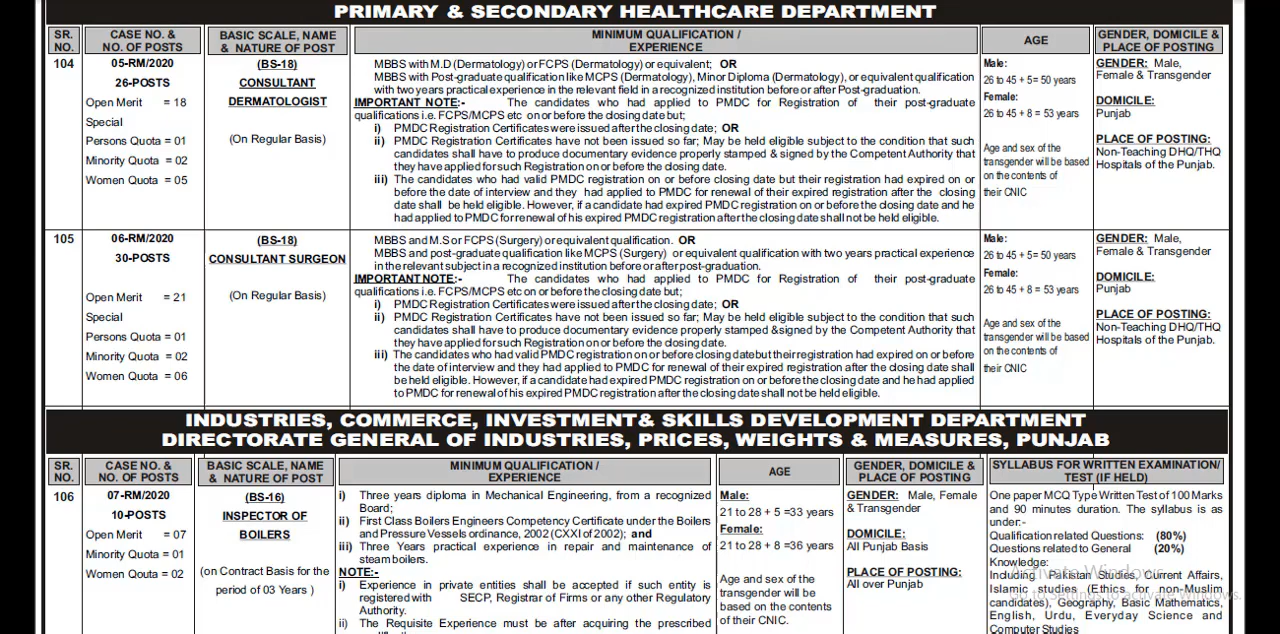 PRIMARY & SECONDARY HEALTHCARE DEPARTMENT
SR. NO.
CASE NO. & NO. OF POSTS
BASIC SCALE, NAME & NATURE OF POST
MINIMUM QUALIFICATION / EXPERIENCE
AGE
GENDER, DOMICILE & PLACE OF POSTING
104
05-RM/2020
26-POSTS
Open Merit = 18
Special
Persons Quota = 01
Minority Quota = 02
Women Quota = 05
(BS-18)
CONSULTANT
DERMATOLOGIST
(On Regular Basis)
MBBS with M.D (Dermatology) or FCPS (Dermatology) or equivalent; OR
MBBS with Post-graduate qualification like MCPS (Dermatology), Minor Diploma (Dermatology), or equivalent qualification
with two years practical experience in the relevant field in a recognized institution before or after Post-graduation.
IMPORTANT NOTE:- The candidates who had applied to PMDC for Registration of their post-graduate
qualifications i.e. FCPS/MCPS etc on or before the closing date but;
i) PMDC Registration Certificates were issued after the closing date; OR
ii) PMDC Registration Certificates have not been issued so far; May be held eligible subject to the condition that such
candidates shall have to produce documentary evidence properly stamped & signed by the Competent Authority that
they have applied for such Registration on or before the closing date.
iii) The candidates who had valid PMDC registration on or before closing date but their registration had expired on or
before the date of interview and they had applied to PMDC for renewal of their expired registration after the closing
date shall be held eligible. However, if a candidate had expired PMDC registration on or before the closing date and he
had applied to PMDC for renewal of his expired PMDC registration after the closing date shall not be held eligible.
Male:
26 to 45 + 5= 50 years
Female:
26 to 45 + 8 = 53 years
Age and sex of the
transgender will be based
on the contents of
their CNIC
GENDER: Male,
Female & Transgender
DOMICILE:
Punjab
PLACE OF POSTING:
Non-Teaching DHQ/THQ
Hospitals of the Punjab.
105
06-RM/2020
30-POSTS
Open Merit = 21
Special
Persons Quota = 01
Minority Quota = 02
Women Quota = 06
(BS-18)
CONSULTANT SURGEON
(On Regular Basis)
MBBS and M.S or FCPS (Surgery) or equivalent qualification. OR
MBBS and post-graduate qualification like MCPS (Surgery) or equivalent qualification with two years practical experience
in the relevant subject in a recognized institution before or after post-graduation.
IMPORTANT NOTE:- The candidates who had applied to PMDC for Registration of their post-graduate
qualifications i.e. FCPS/MCPS etc on or before the closing date but;
i) PMDC Registration Certificates were issued after the closing date; OR
ii) PMDC Registration Certificates have not been issued so far; May be held eligible subject to the condition that such
candidates shall have to produce documentary evidence properly stamped &signed by the Competent Authority that
they have applied for such Registration on or before the closing date.
iii) The candidates who had valid PMDC registration on or before closing date but their registration had expired on or before
the date of interview and they had applied to PMDC for renewal of their expired registration after the closing date shall
be held eligible. However, if a candidate had expired PMDC registration on or before the closing date and he had applied
to PMDC for renewal of his expired PMDC registration after the closing date shall not be held eligible.
Male:
26 to 45 + 5= 50 years
Female:
26 to 45 + 8 = 53 years
Age and sex of the
transgender will be based
on the contents of
their CNIC
GENDER: Male,
Female & Transgender
DOMICILE:
Punjab
PLACE OF POSTING:
Non-Teaching DHQ/THQ
Hospitals of the Punjab.
INDUSTRIES, COMMERCE, INVESTMENT& SKILLS DEVELOPMENT DEPARTMENT
DIRECTORATE GENERAL OF INDUSTRIES, PRICES, WEIGHTS & MEASURES, PUNJAB
SR. NO.
CASE NO. & NO. OF POSTS
BASIC SCALE, NAME & NATURE OF POST
MINIMUM QUALIFICATION / EXPERIENCE
AGE
GENDER, DOMICILE & PLACE OF POSTING
SYLLABUS FOR WRITTEN EXAMINATION/ TEST (IF HELD)
106
07-RM/2020
10-POSTS
Open Merit = 07
Minority Quota = 01
Women Quota = 02
(BS-16)
INSPECTOR OF
BOILERS
(on Contract Basis for the
period of 03 Years )
i) Three years diploma in Mechanical Engineering, from a recognized
Board;
ii) First Class Boilers Engineers Competency Certificate under the Boilers
and Pressure Vessels ordinance, 2002 (CXXI of 2002); and
iii) Three Years practical experience in repair and maintenance of
steam boilers.
NOTE:-
i) Experience in private entities shall be accepted if such entity is
registered with SECP, Registrar of Firms or any other Regulatory
Authority.
ii) The Requisite Experience must be after acquiring the prescribed
Male:
21 to 28 + 5 =33 years
Female:
21 to 28 + 8 =36 years
Age and sex of the
transgender will be
based on the contents
of their CNIC.
GENDER: Male, Female
& Transgender
DOMICILE:
All Punjab Basis
PLACE OF POSTING:
All over Punjab
One paper MCQ Type Written Test of 100 Marks
and 90 minutes duration. The syllabus is as
under:-
Qualification related Questions: (80%)
Questions related to General (20%)
Knowledge:
Including Pakistan Studies, Current Affairs,
Islamic studies (Ethics for non-Muslim
candidates), Geography, Basic Mathematics,
English, Urdu, Everyday Science and
Computer Studies
Activate Windows
Go to Settings to activate Windows.